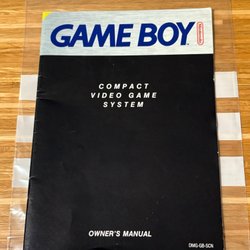 GAME BOY
Nintendo
COMPACT
VIDEO GAME
SYSTEM
OWNER'S MANUAL
DMG-GB-SCN